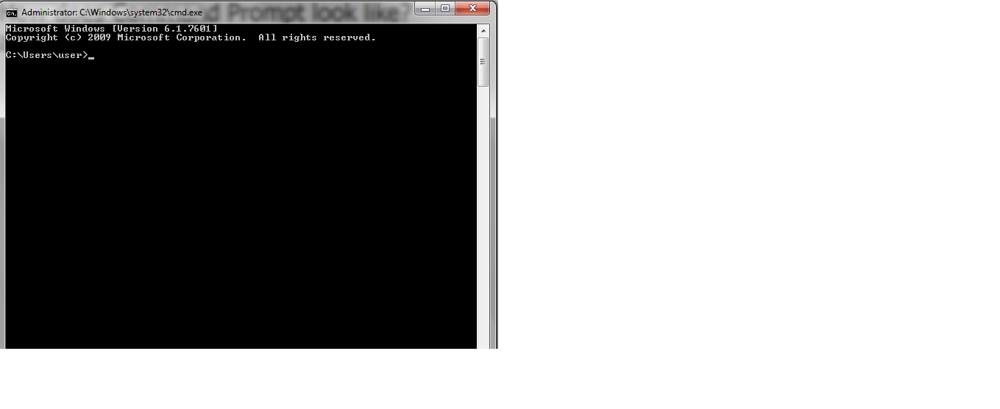 Prompt look like?
Administrator: C:\Windows\system32\cmd.exe
Microsoft Windows [Version 6.1.7601]
Copyright (c) 2009 Microsoft Corporation.  All rights reserved.
C:\Users\user>_